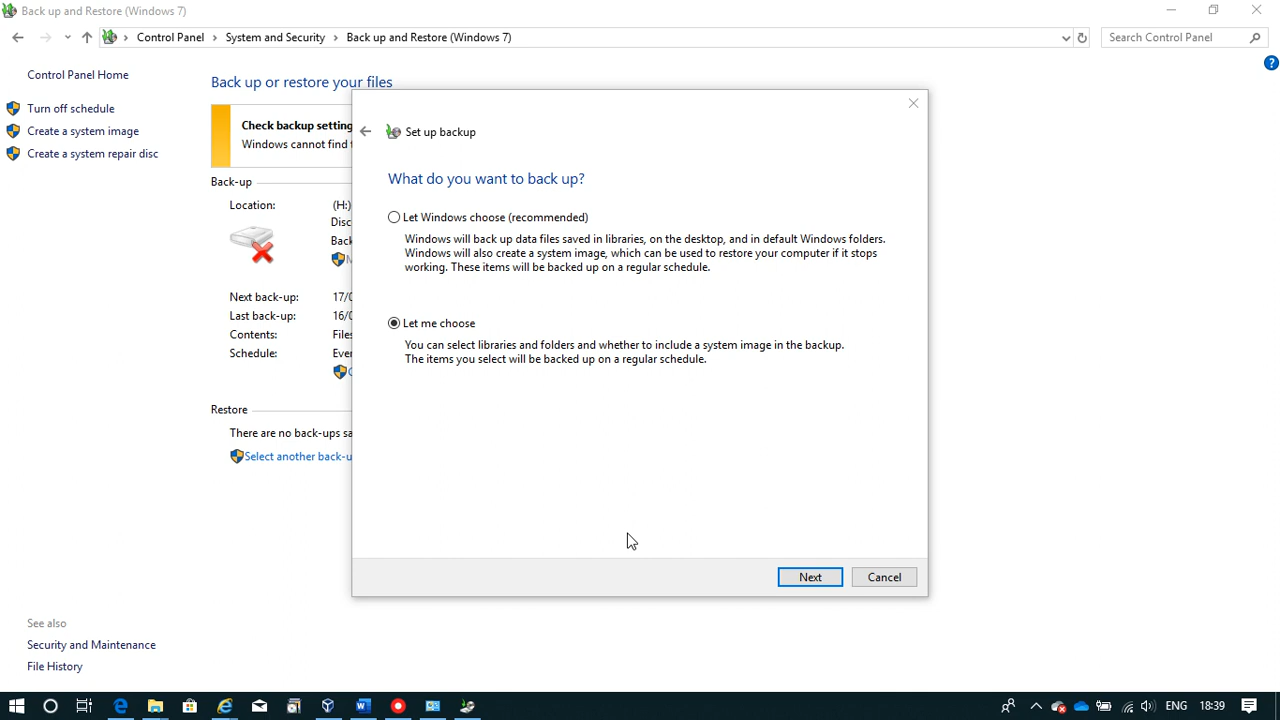 Back up and Restore (Windows 7)
Control Panel > System and Security > Back up and Restore (Windows 7)
Search Control Panel
Control Panel Home
Turn off schedule
Create a system image
Create a system repair disc
Back up or restore your files
Check backup setting
Windows cannot find
Back-up
Location: (H:)
Disc
Back
Next back-up: 17/0
Last back-up: 16/0
Contents: Files
Schedule: Ever
Restore
There are no back-ups sa
Select another back-u
Set up backup
What do you want to back up?
Let Windows choose (recommended)
Windows will back up data files saved in libraries, on the desktop, and in default Windows folders.
Windows will also create a system image, which can be used to restore your computer if it stops
working. These items will be backed up on a regular schedule.
Let me choose
You can select libraries and folders and whether to include a system image in the backup.
The items you select will be backed up on a regular schedule.
Next
Cancel
See also
Security and Maintenance
File History
ENG 18:39